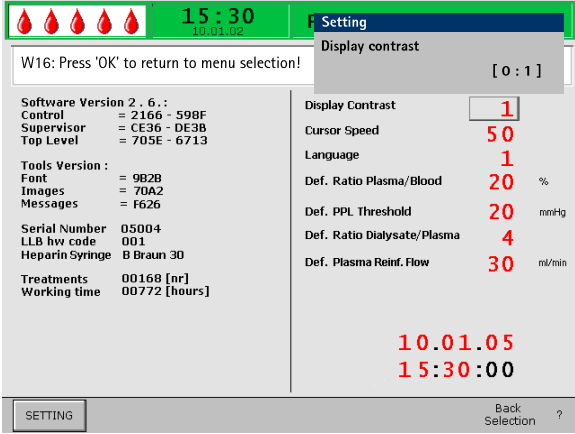 15:30
10.01.02
Setting
Display contrast
[ 0 : 1 ]
W16: Press 'OK' to return to menu selection!
Software Version 2 . 6 . :
Control = 2166 - 598F
Supervisor = CE36 - DE3B
Top Level = 705E - 6713
Tools Version :
Font = 9B2B
Images = 70A2
Messages = F626
Serial Number 05004
LLB hw code 001
Heparin Syringe B Braun 30
Treatments 00168 [nr]
Working time 00772 [hours]
Display Contrast 1
Cursor Speed 50
Language 1
Def. Ratio Plasma/Blood 20 %
Def. PPL Threshold 20 mmHg
Def. Ratio Dialysate/Plasma 4
Def. Plasma Reinf. Flow 30 ml/min
10.01.05
15:30:00
SETTING
Back
Selection ?